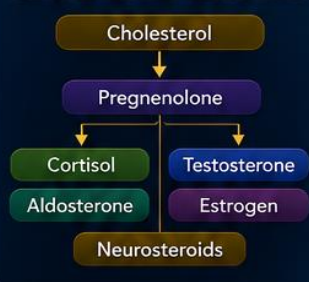 Cholesterol
Pregnenolone
Cortisol
Testosterone
Aldosterone
Estrogen
Neurosteroids